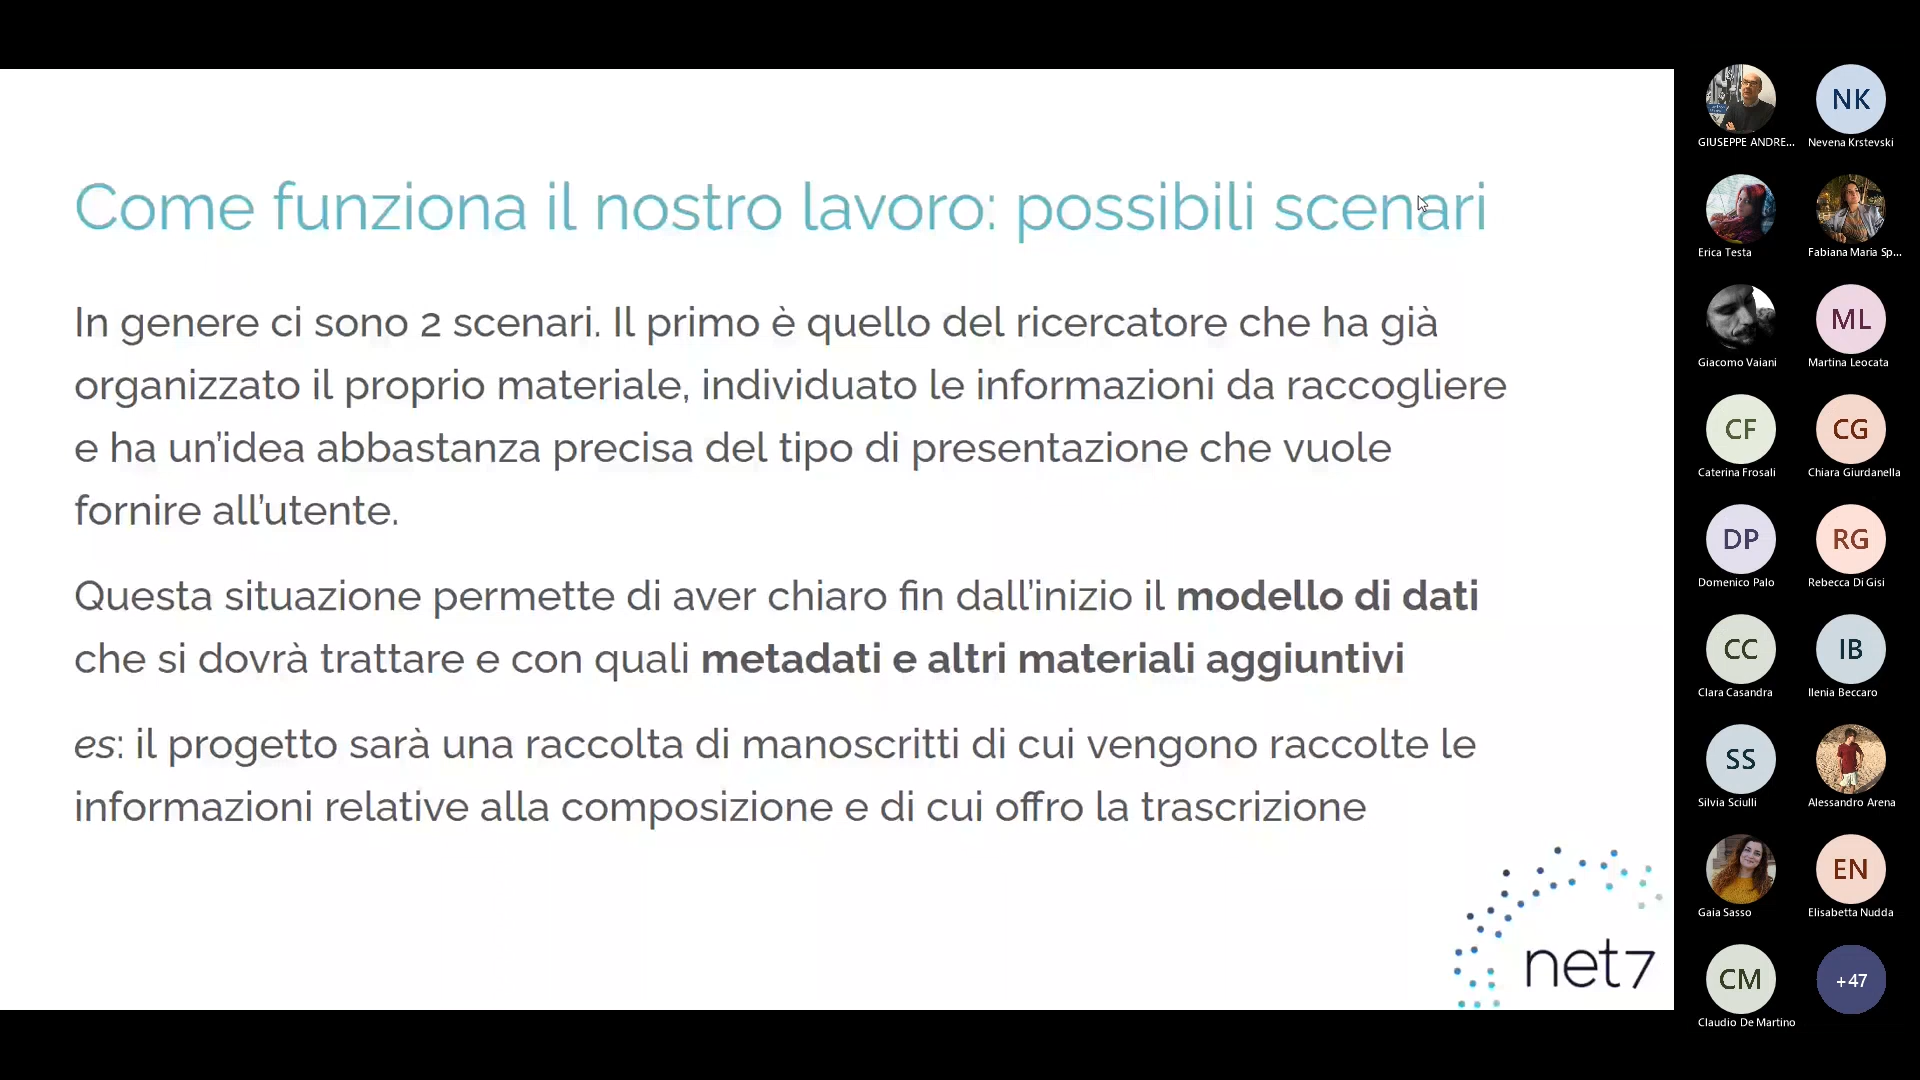 Come funziona il nostro lavoro: possibili scenari
In genere ci sono 2 scenari. Il primo è quello del ricercatore che ha già
organizzato il proprio materiale, individuato le informazioni da raccogliere
e ha un'idea abbastanza precisa del tipo di presentazione che vuole
fornire all'utente.
Questa situazione permette di aver chiaro fin dall'inizio il modello di dati
che si dovrà trattare e con quali metadati e altri materiali aggiuntivi
es: il progetto sarà una raccolta di manoscritti di cui vengono raccolte le
informazioni relative alla composizione e di cui offro la trascrizione
net7
GIUSEPPE ANDRE...
NK
Nevena Krstevski
Erica Testa
Fabiana Maria Sp...
Giacomo Vaiani
ML
Martina Leocata
CF
Caterina Frosali
CG
Chiara Giurdanella
DP
Domenico Palo
RG
Rebecca Di Gisi
CC
Clara Casandra
IB
Ilenia Beccaro
SS
Silvia Sciulli
Alessandro Arena
Gaia Sasso
EN
Elisabetta Nudda
CM
Claudio De Martino
+47